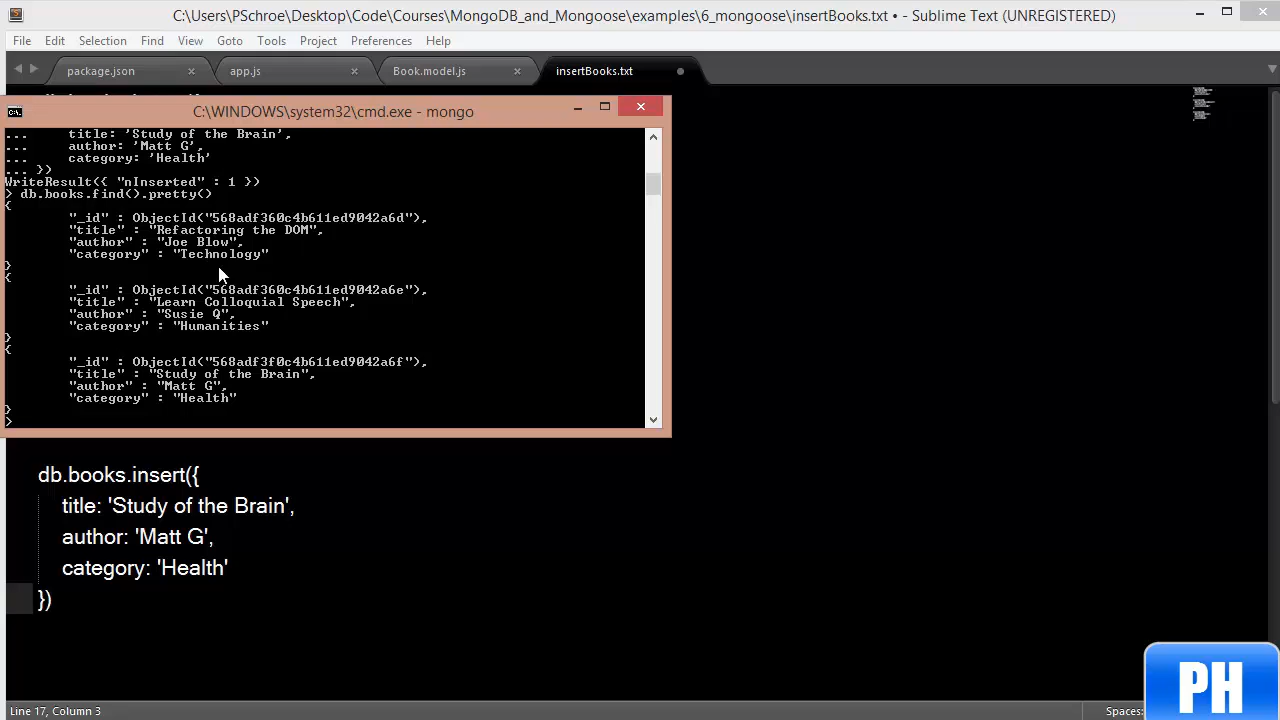 C:\Users\PSchroe\Desktop\Code\Courses\MongoDB_and_Mongoose\examples\6_mongoose\insertBooks.txt • - Sublime Text (UNREGISTERED)
File Edit Selection Find View Goto Tools Project Preferences Help
package.json app.js Book.model.js insertBooks.txt
C:\WINDOWS\system32\cmd.exe - mongo
... title: 'Study of the Brain',
... author: 'Matt G',
... category: 'Health'
... })
WriteResult({ "nInserted" : 1 })
> db.books.find().pretty()
{
"_id" : ObjectId("568adf360c4b611ed9042a6d"),
"title" : "Refactoring the DOM",
"author" : "Joe Blow",
"category" : "Technology"
}
{
"_id" : ObjectId("568adf360c4b611ed9042a6e"),
"title" : "Learn Colloquial Speech",
"author" : "Susie Q",
"category" : "Humanities"
}
{
"_id" : ObjectId("568adf3f0c4b611ed9042a6f"),
"title" : "Study of the Brain",
"author" : "Matt G",
"category" : "Health"
}
>
db.books.insert({
title: 'Study of the Brain',
author: 'Matt G',
category: 'Health'
})
Line 17, Column 3
Spaces:
PH